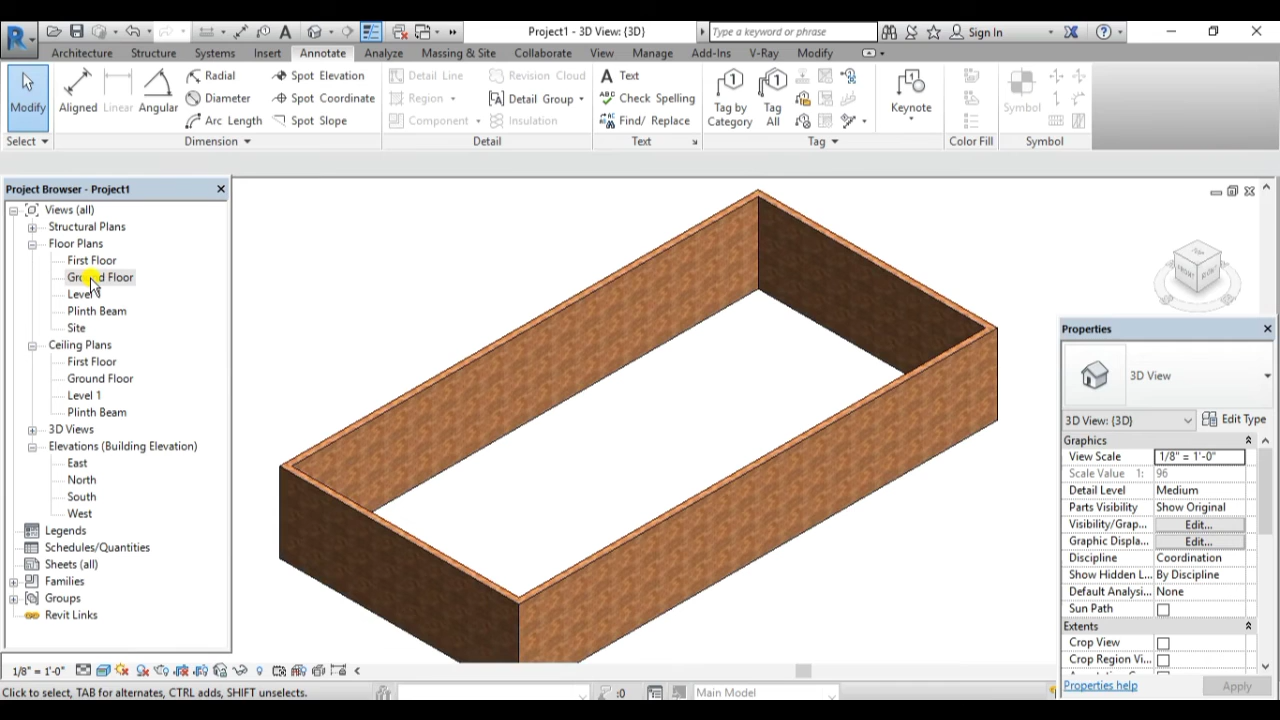 R
Project1 - 3D View: {3D}
Type a keyword or phrase
Sign In
Architecture
Structure
Systems
Insert
Annotate
Analyze
Massing & Site
Collaborate
View
Manage
Add-Ins
V-Ray
Modify
Modify
Select
Aligned
Linear
Angular
Radial
Diameter
Arc Length
Spot Elevation
Spot Coordinate
Spot Slope
Dimension
Detail Line
Region
Component
Revision Cloud
Detail Group
Insulation
Detail
Text
Check Spelling
Find/ Replace
Text
Tag by
Category
Tag
All
Tag
Keynote
Color Fill
Symbol
Symbol
Project Browser - Project1
Views (all)
Structural Plans
Floor Plans
First Floor
Ground Floor
Level
Plinth Beam
Site
Ceiling Plans
First Floor
Ground Floor
Level 1
Plinth Beam
3D Views
Elevations (Building Elevation)
East
North
South
West
Legends
Schedules/Quantities
Sheets (all)
Families
Groups
Revit Links
TOP
FRONT
RIGHT
Properties
3D View
3D View: {3D}
Edit Type
Graphics
View Scale 1/8" = 1'-0"
Scale Value 1: 96
Detail Level Medium
Parts Visibility Show Original
Visibility/Grap... Edit...
Graphic Displa... Edit...
Discipline Coordination
Show Hidden L... By Discipline
Default Analysi... None
Sun Path
Extents
Crop View
Crop Region Vi...
Properties help
Apply
1/8" = 1'-0"
Click to select, TAB for alternates, CTRL adds, SHIFT unselects.
:0
Main Model